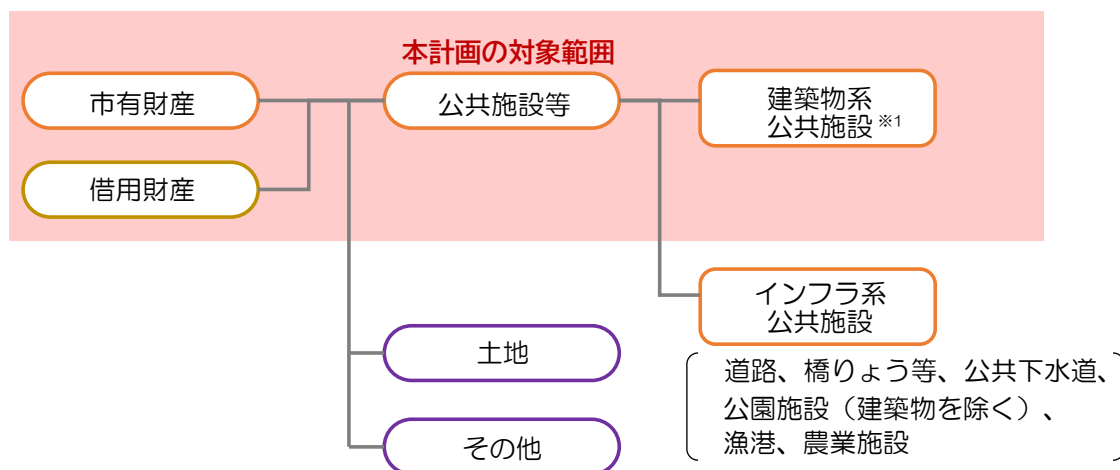 本計画の対象範囲
市有財産
公共施設等
建築物系
公共施設※1
借用財産
インフラ系
公共施設
土地
道路、橋りょう等、公共下水道、
公園施設（建築物を除く）、
漁港、農業施設
その他